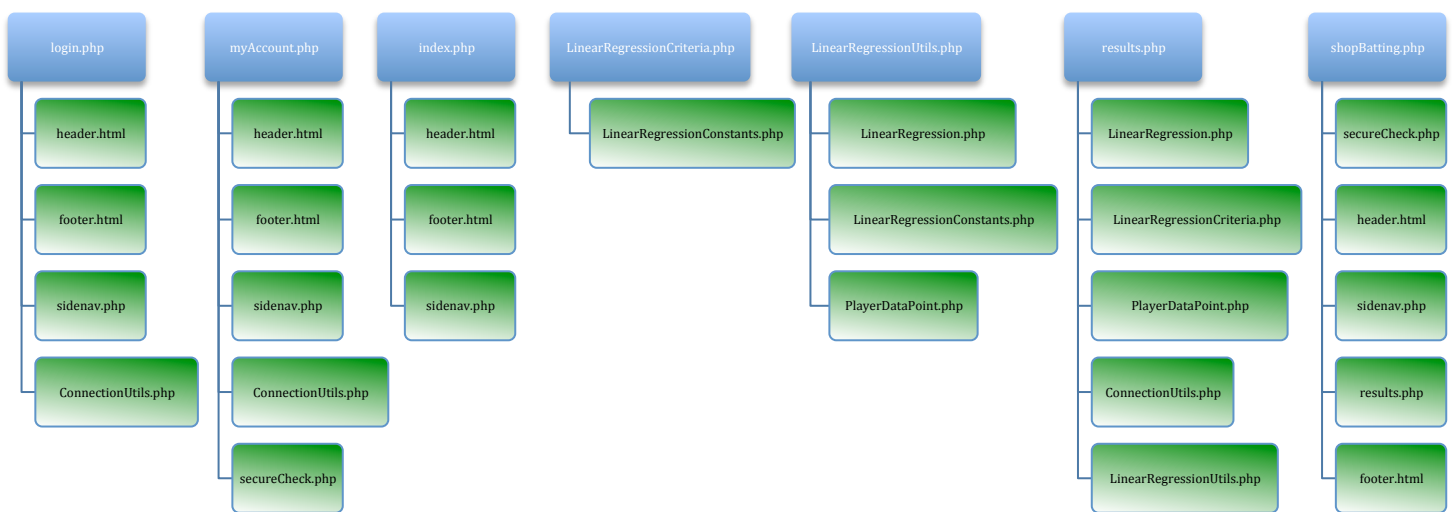 login.php
header.html
footer.html
sidenav.php
ConnectionUtils.php
myAccount.php
header.html
footer.html
sidenav.php
ConnectionUtils.php
secureCheck.php
index.php
header.html
footer.html
sidenav.php
LinearRegressionCriteria.php
LinearRegressionConstants.php
LinearRegressionUtils.php
LinearRegression.php
LinearRegressionConstants.php
PlayerDataPoint.php
results.php
LinearRegression.php
LinearRegressionCriteria.php
PlayerDataPoint.php
ConnectionUtils.php
LinearRegressionUtils.php
shopBatting.php
secureCheck.php
header.html
sidenav.php
results.php
footer.html